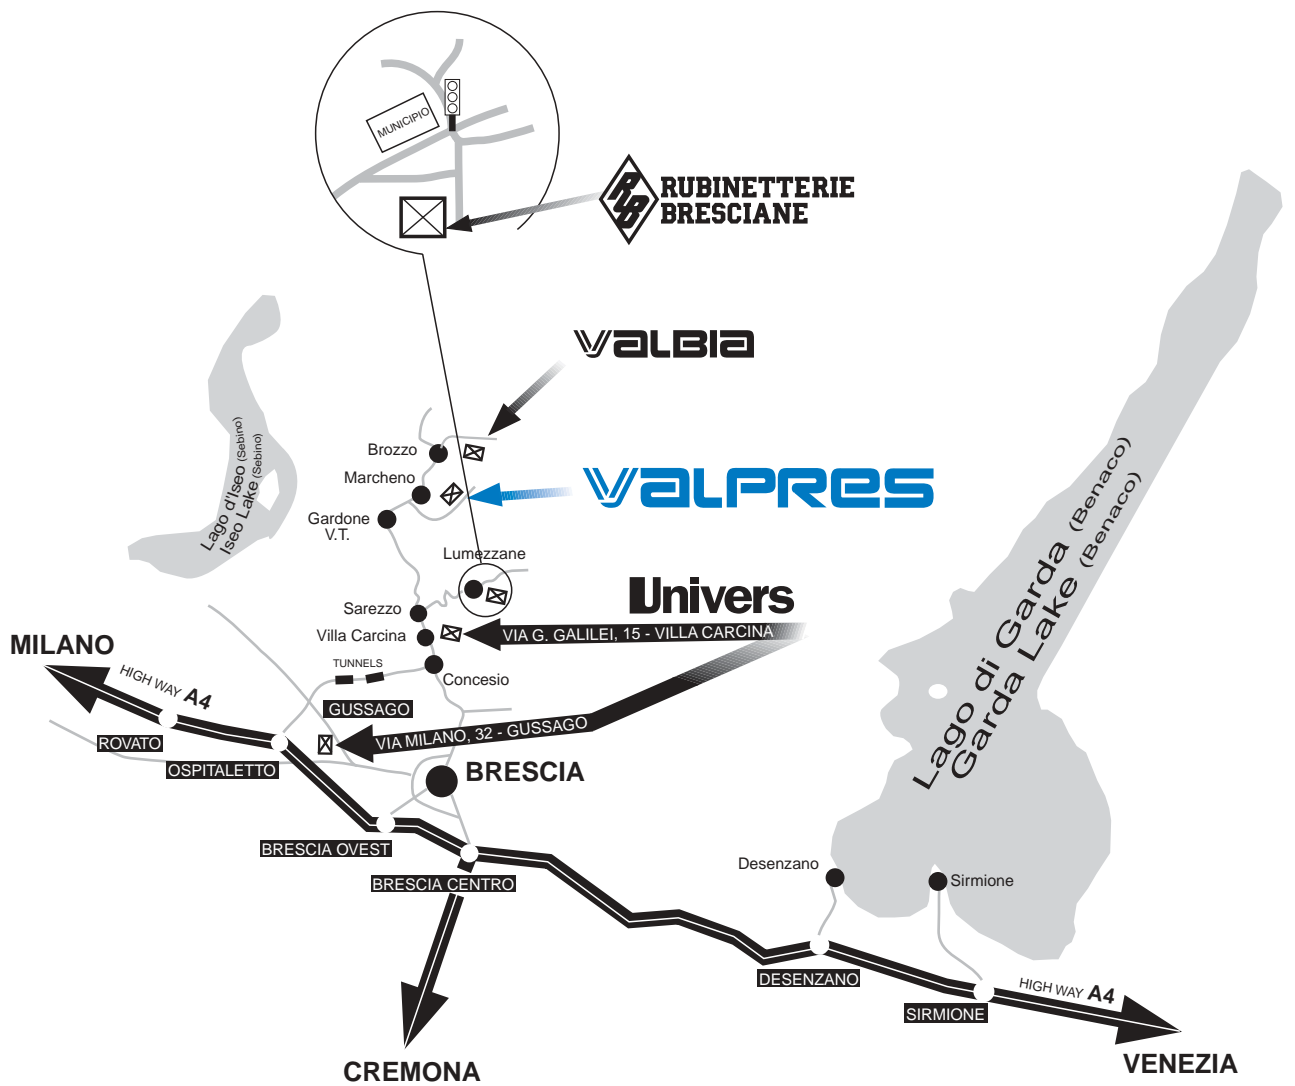 MUNICIPIO
RB
RUBINETTERIE
BRESCIANE
VALBIA
Brozzo
Marcheno
VALPRES
Gardone
V.T.
Lago d'Iseo (Sebino)
Iseo Lake (Sebino)
Lumezzane
Lago di Garda (Benaco)
Garda Lake (Benaco)
Univers
Sarezzo
VIA G. GALILEI, 15 - VILLA CARCINA
Villa Carcina
MILANO
TUNNELS
Concesio
HIGH WAY A4
GUSSAGO
VIA MILANO, 32 - GUSSAGO
ROVATO
OSPITALETTO
BRESCIA
BRESCIA OVEST
BRESCIA CENTRO
Desenzano
Sirmione
DESENZANO
HIGH WAY A4
SIRMIONE
CREMONA
VENEZIA